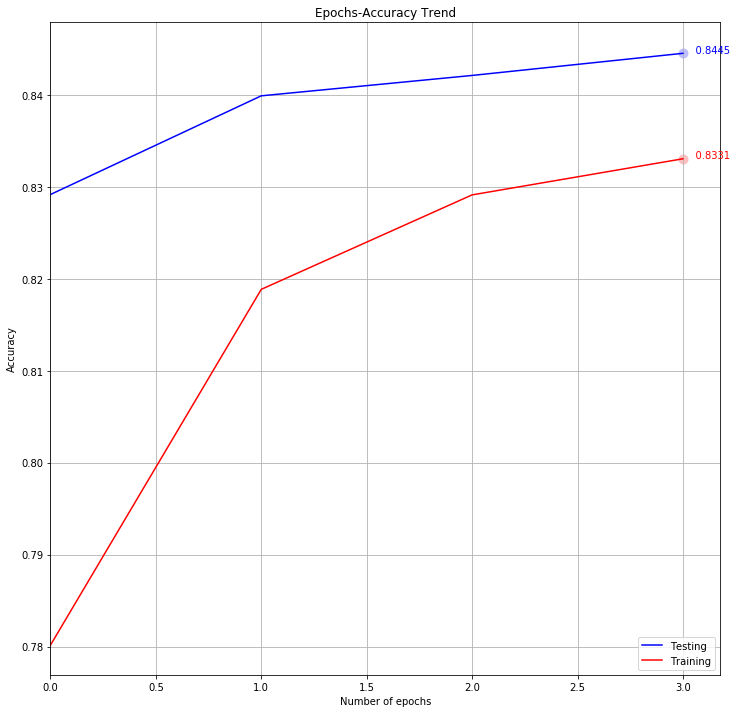 Epochs-Accuracy Trend
0.8445
0.84
0.8331
0.83
0.82
Accuracy
0.81
0.80
0.79
0.78
Testing
Training
0.0 0.5 1.0 1.5 2.0 2.5 3.0
Number of epochs